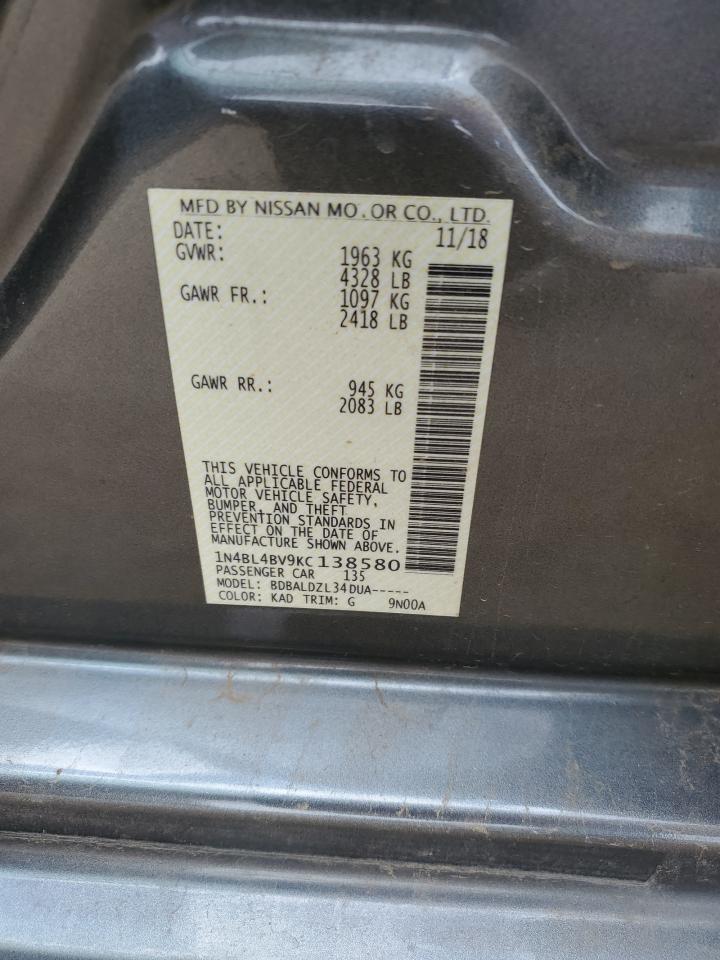 MFD BY NISSAN MO.OR CO., LTD.
DATE: 11/18
GVWR: 1963 KG
4328 LB
GAWR FR.: 1097 KG
2418 LB
GAWR RR.: 945 KG
2083 LB
THIS VEHICLE CONFORMS TO
ALL APPLICABLE FEDERAL
MOTOR VEHICLE SAFETY,
BUMPER, AND THEFT
PREVENTION STANDARDS IN
EFFECT ON THE DATE OF
MANUFACTURE SHOWN ABOVE.
1N4BL4BV9KC138580
PASSENGER CAR 135
MODEL: BDBALDZL34DUA-----
COLOR: KAD TRIM: G 9N00A